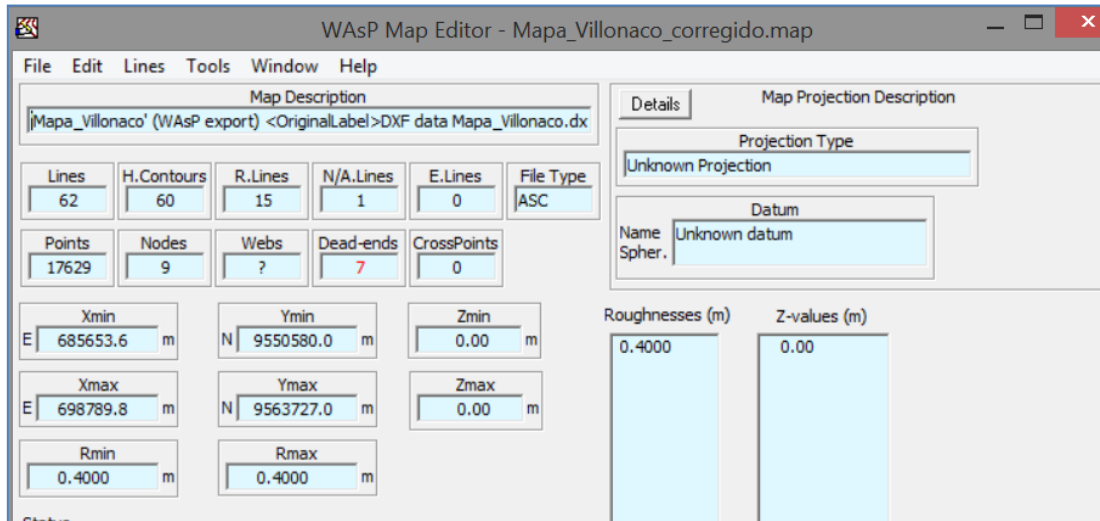 WAsP Map Editor - Mapa_Villonaco_corregido.map
File Edit Lines Tools Window Help
Map Description
Mapa_Villonaco' (WAsP export) <OriginalLabel>DXF data Mapa_Villonaco.dx
Details Map Projection Description
Projection Type
Unknown Projection
Lines H.Contours R.Lines N/A.Lines E.Lines File Type
62 60 15 1 0 ASC
Datum
Name Unknown datum
Spher.
Points Nodes Webs Dead-ends CrossPoints
17629 9 ? 7 0
Xmin Ymin Zmin
E 685653.6 m N 9550580.0 m 0.00 m
Roughnesses (m) Z-values (m)
0.4000 0.00
Xmax Ymax Zmax
E 698789.8 m N 9563727.0 m 0.00 m
Rmin Rmax
0.4000 m 0.4000 m